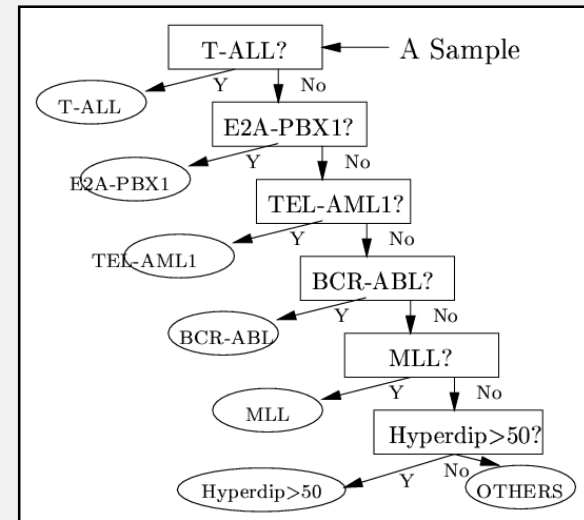 T-ALL?
A Sample
Y
No
T-ALL
E2A-PBX1?
Y
No
E2A-PBX1
TEL-AML1?
Y
No
TEL-AML1
BCR-ABL?
Y
No
BCR-ABL
MLL?
Y
No
MLL
Hyperdip>50?
Y
No
Hyperdip>50
OTHERS